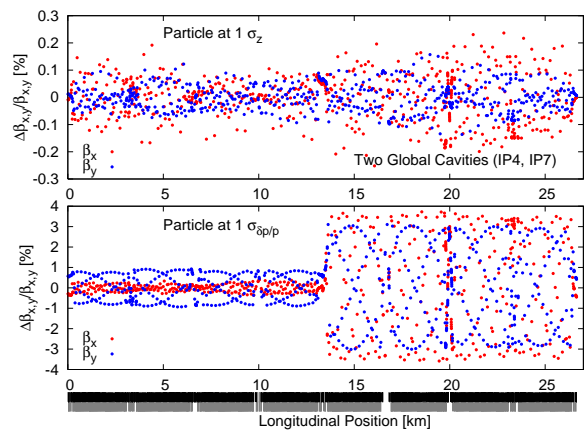 0.3
0.2
0.1
0
-0.1
-0.2
-0.3
Δβx,y/βx,y [%]
Particle at 1 σz
βx
βy
Two Global Cavities (IP4, IP7)
0 5 10 15 20 25
4
3
2
1
0
-1
-2
-3
-4
Δβx,y/βx,y [%]
Particle at 1 σδp/p
βx
βy
0 5 10 15 20 25
Longitudinal Position [km]